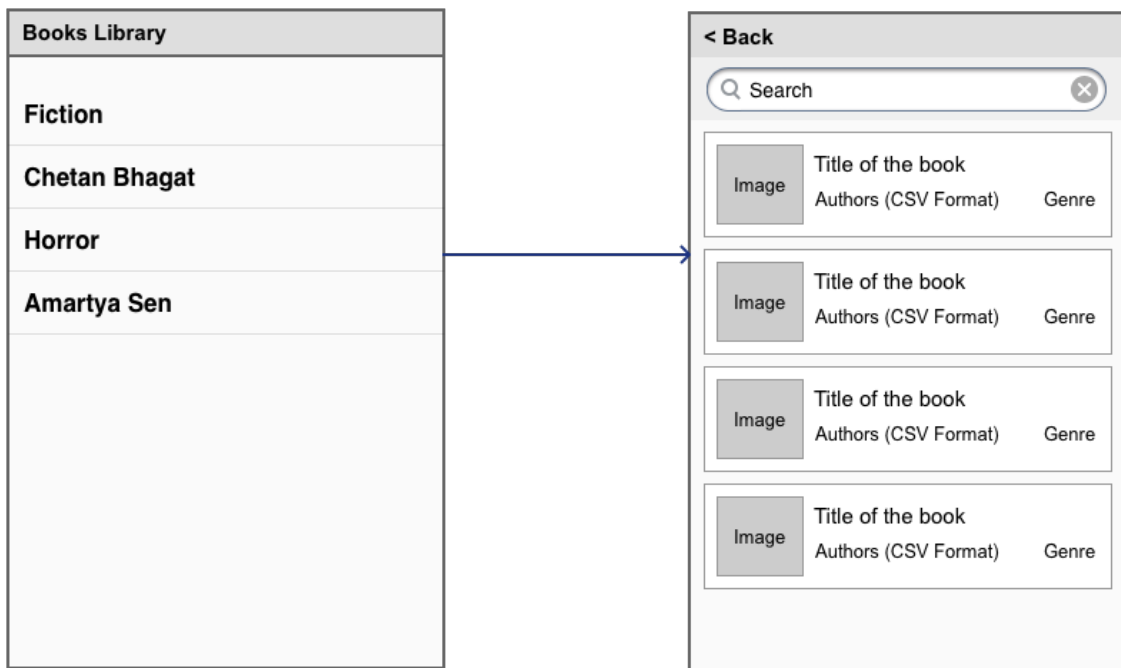 Books Library
Fiction
Chetan Bhagat
Horror
Amartya Sen
< Back
Search
Image
Title of the book
Authors (CSV Format) Genre
Image
Title of the book
Authors (CSV Format) Genre
Image
Title of the book
Authors (CSV Format) Genre
Image
Title of the book
Authors (CSV Format) Genre